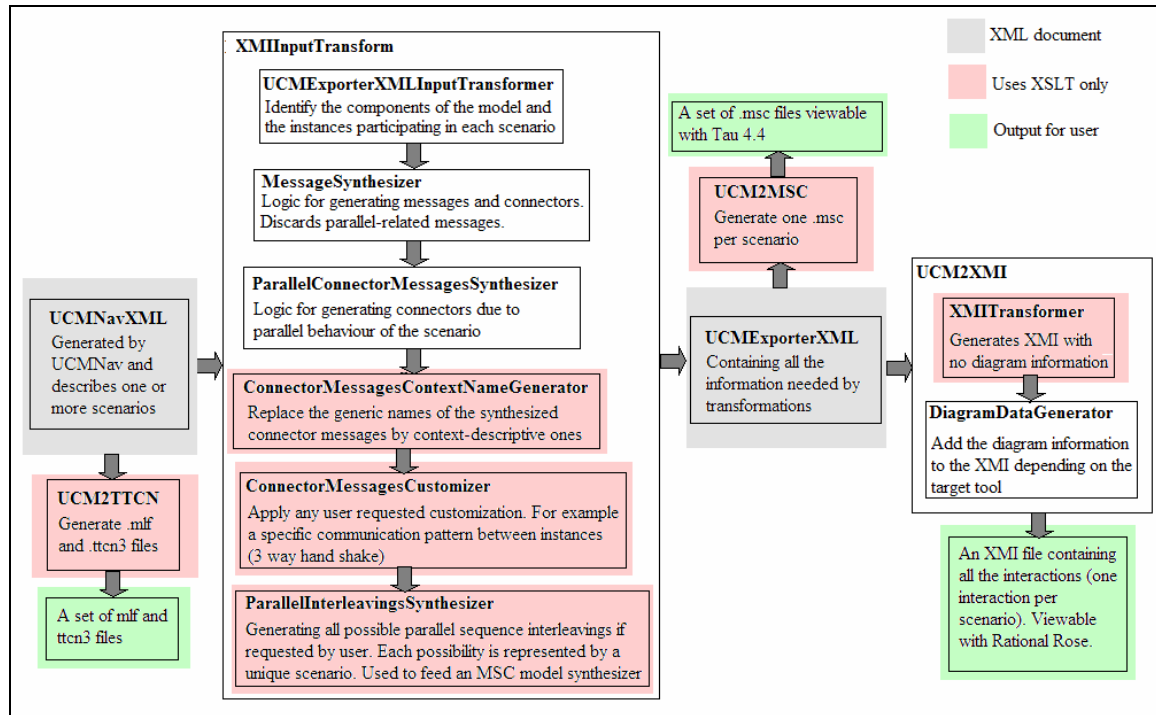 XMIInputTransform
UCMExporterXMLInputTransformer
Identify the components of the model and
the instances participating in each scenario
MessageSynthesizer
Logic for generating messages and connectors.
Discards parallel-related messages.
ParallelConnectorMessagesSynthesizer
Logic for generating connectors due to
parallel behaviour of the scenario
ConnectorMessagesContextNameGenerator
Replace the generic names of the synthesized
connector messages by context-descriptive ones
ConnectorMessagesCustomizer
Apply any user requested customization. For example
a specific communication pattern between instances
(3 way hand shake)
ParallelInterleavingsSynthesizer
Generating all possible parallel sequence interleavings if
requested by user. Each possibility is represented by a
unique scenario. Used to feed an MSC model synthesizer
UCMNavXML
Generated by
UCMNav and
describes one or
more scenarios
UCM2TTCN
Generate .mlf
and .ttcn3 files
A set of mlf and
ttcn3 files
A set of .msc files viewable
with Tau 4.4
UCM2MSC
Generate one .msc
per scenario
UCMExporterXML
Containing all the
information needed by
transformations
XML document
Uses XSLT only
Output for user
UCM2XMI
XMITransformer
Generates XMI with
no diagram information
DiagramDataGenerator
Add the diagram information
to the XMI depending on the
target tool
An XMI file containing
all the interactions (one
interaction per
scenario). Viewable
with Rational Rose.